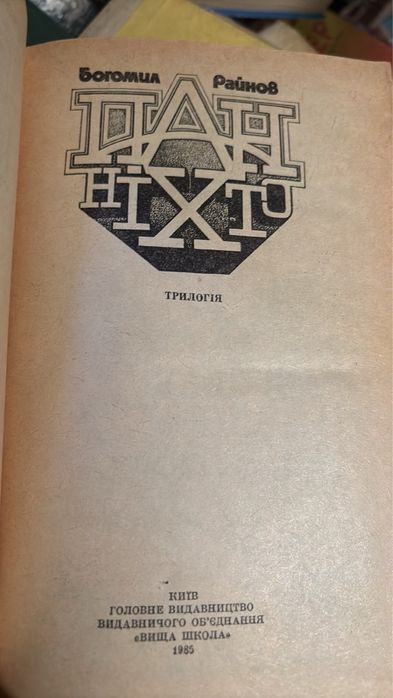 Богомил Райнов
ПАН
НІХТО
ТРИЛОГІЯ
КИЇВ
ГОЛОВНЕ ВИДАВНИЦТВО
ВИДАВНИЧОГО ОБ'ЄДНАННЯ
«ВИЩА ШКОЛА»
1985